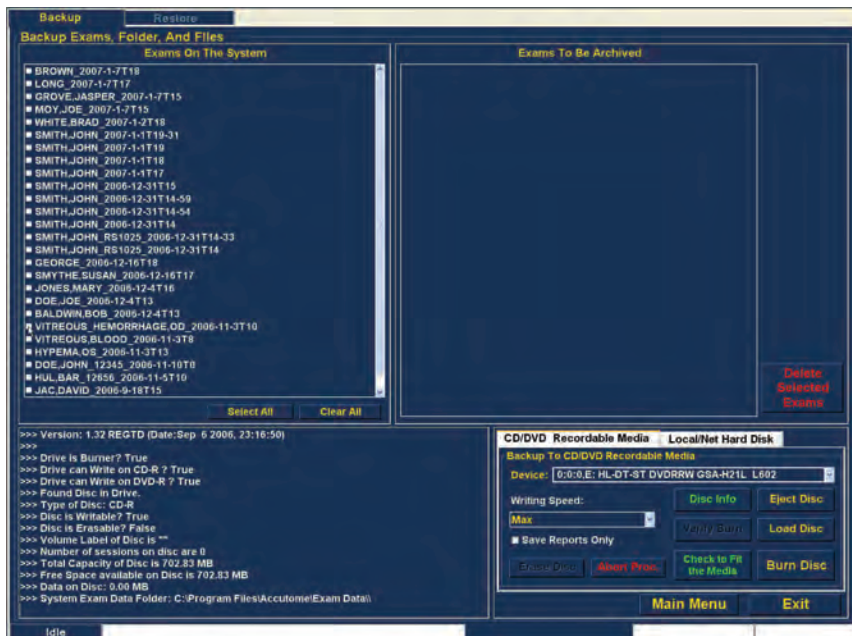 Backup
Restore
Backup Exams, Folder, And Files
Exams On The System
BROWN_2007-1-7T18
LONG_2007-1-7T17
GROVE,JASPER_2007-1-7T15
MOY,JOE_2007-1-7T15
WHITE,BRAD_2007-1-2T18
SMITH,JOHN_2007-1-1T19-31
SMITH,JOHN_2007-1-1T19
SMITH,JOHN_2007-1-1T18
SMITH,JOHN_2007-1-1T17
SMITH,JOHN_2006-12-31T15
SMITH,JOHN_2006-12-31T14-59
SMITH,JOHN_2006-12-31T14-54
SMITH,JOHN_2006-12-31T14
SMITH,JOHN_RS1025_2006-12-31T14-33
SMITH,JOHN_RS1025_2006-12-31T14
GEORGE_2006-12-16T18
SMYTHE,SUSAN_2006-12-16T17
JONES,MARY_2006-12-4T16
DOE,JOE_2006-12-4T13
BALDWIN,BOB_2006-12-4T13
VITREOUS_HEMORRHAGE,OD_2006-11-3T10
VITREOUS,BLOOD_2006-11-3T8
HYPEMA,OS_2006-11-3T13
DOE,JOHN_12345_2006-11-10T0
HUL,BAR_12656_2006-11-5T10
JAC,DAVID_2006-9-18T15
Select All
Clear All
Exams To Be Archived
Delete
Selected
Exams
>>> Version: 1.32 REGTD (Date:Sep 6 2006, 23:16:50)
>>>
>>> Drive is Burner? True
>>> Drive can Write on CD-R ? True
>>> Drive can Write on DVD-R ? True
>>> Found Disc in Drive.
>>> Type of Disc: CD-R
>>> Disc is Writable? True
>>> Disc is Erasable? False
>>> Volume Label of Disc is ""
>>> Number of sessions on disc are 0
>>> Total Capacity of Disc is 702.83 MB
>>> Free Space available on Disc is 702.83 MB
>>> Data on Disc: 0.00 MB
>>> System Exam Data Folder: C:\Program Files\Accutome\Exam Data\\
CD/DVD Recordable Media
Local/Net Hard Disk
Backup To CD/DVD Recordable Media
Device: 0;0:0,E: HL-DT-ST DVDRRW GSA-H21L L602
Writing Speed:
Max
Save Reports Only
Disc Info
Eject Disc
Verify Burn
Load Disc
Erase Disc
Abort Proc.
Check to Fit
the Media
Burn Disc
Main Menu
Exit
Idle